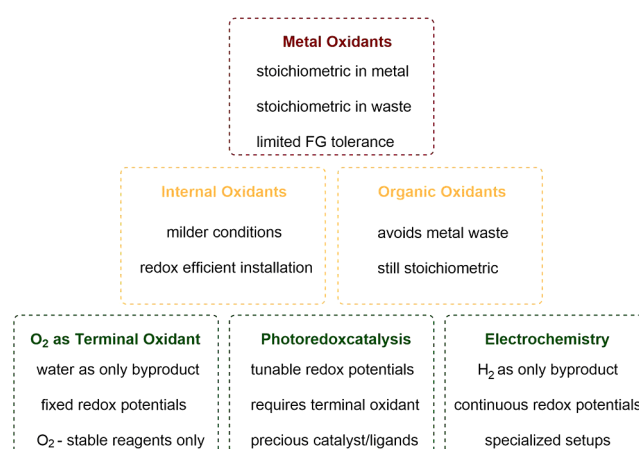 Metal Oxidants
stoichiometric in metal
stoichiometric in waste
limited FG tolerance
Internal Oxidants
milder conditions
redox efficient installation
Organic Oxidants
avoids metal waste
still stoichiometric
O₂ as Terminal Oxidant
water as only byproduct
fixed redox potentials
O₂ - stable reagents only
Photoredoxcatalysis
tunable redox potentials
requires terminal oxidant
precious catalyst/ligands
Electrochemistry
H₂ as only byproduct
continuous redox potentials
specialized setups